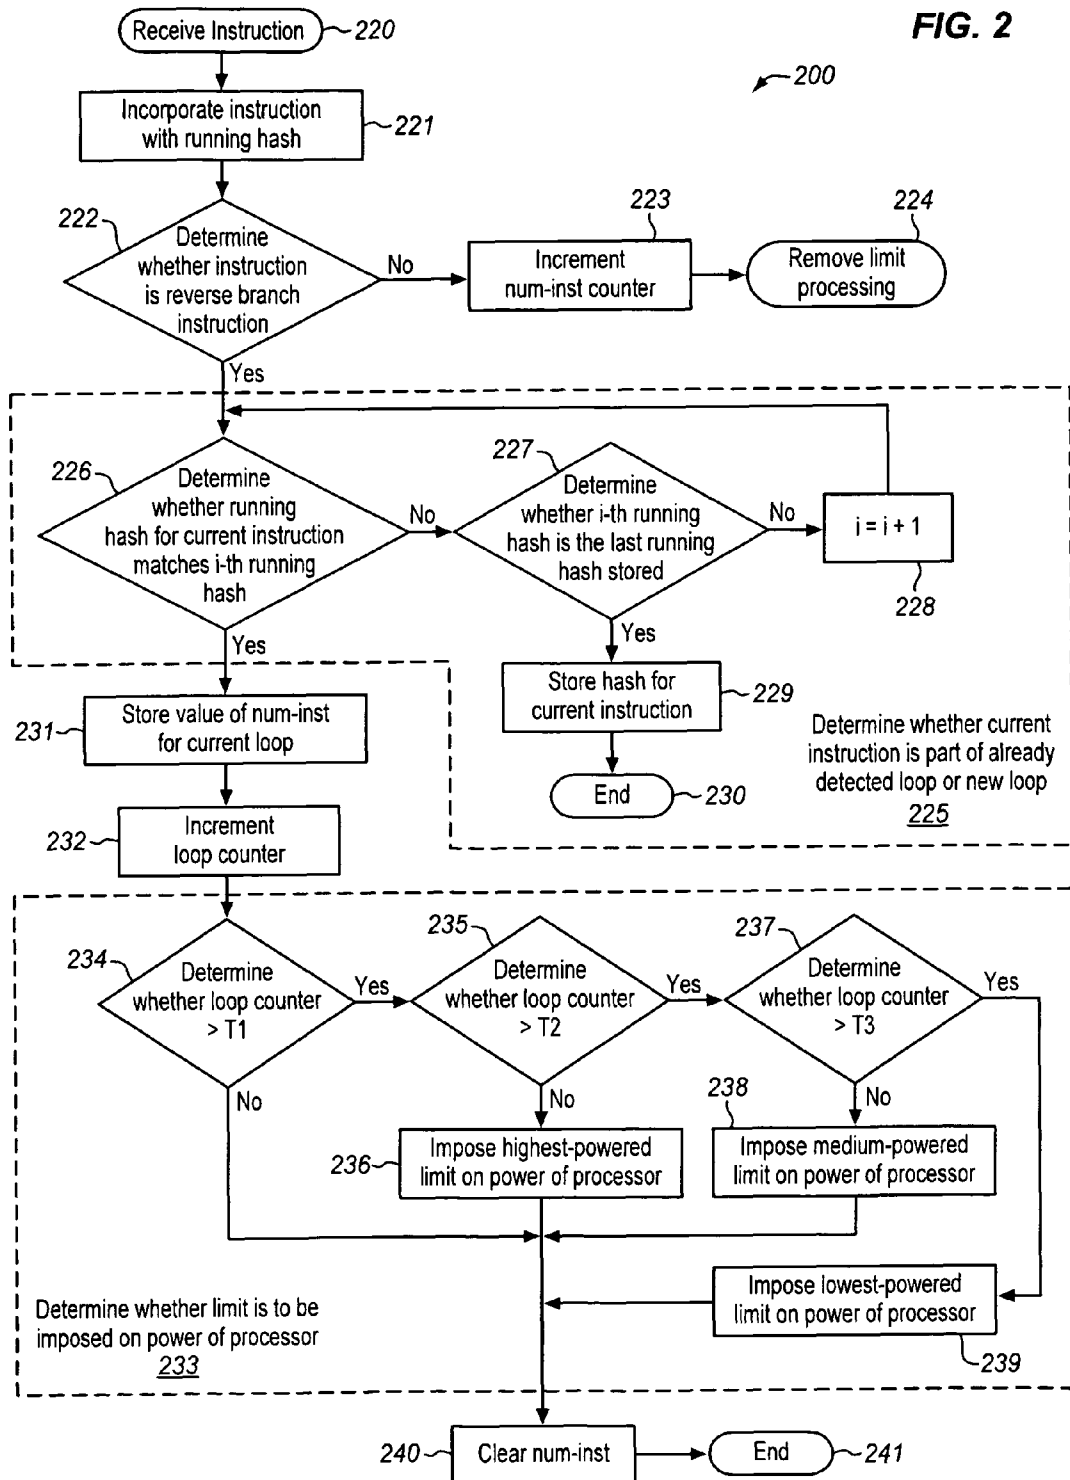 FIG. 2
Receive Instruction
220
200
Incorporate instruction
with running hash
221
222
Determine
whether instruction
is reverse branch
instruction
No
223
Increment
num-inst counter
224
Remove limit
processing
Yes
226
Determine
whether running
hash for current instruction
matches i-th running
hash
No
227
Determine
whether i-th running
hash is the last running
hash stored
No
i = i + 1
228
Yes
Yes
Store hash for
current instruction
229
End
230
Determine whether current
instruction is part of already
detected loop or new loop
225
231
Store value of num-inst
for current loop
232
Increment
loop counter
234
Determine
whether loop counter
> T1
Yes
235
Determine
whether loop counter
> T2
Yes
237
Determine
whether loop counter
> T3
Yes
No
No
No
236
Impose highest-powered
limit on power of processor
238
Impose medium-powered
limit on power of processor
Impose lowest-powered
limit on power of processor
239
Determine whether limit is to be
imposed on power of processor
233
240
Clear num-inst
End
241